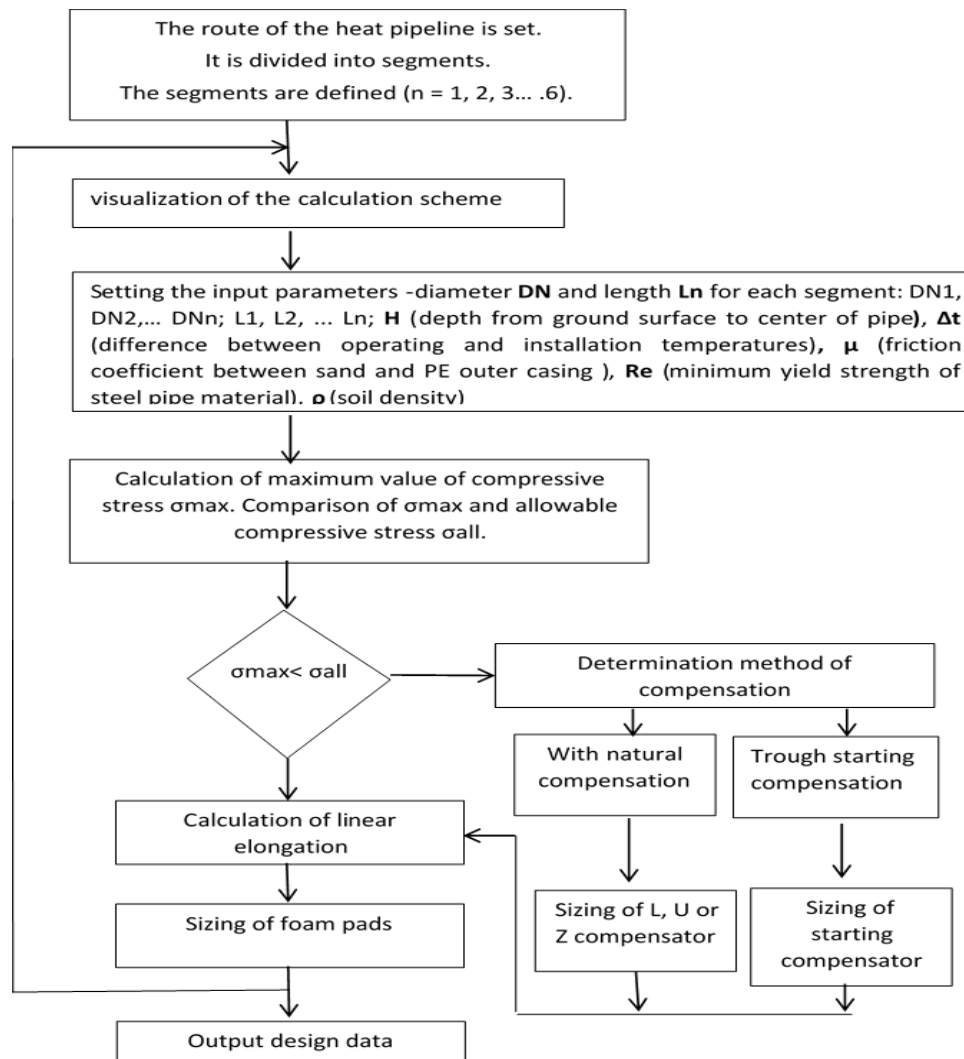 The route of the heat pipeline is set.
It is divided into segments.
The segments are defined (n = 1, 2, 3... .6).
visualization of the calculation scheme
Setting the input parameters -diameter DN and length Ln for each segment: DN1,
DN2,... DNn; L1, L2, ... Ln; H (depth from ground surface to center of pipe), Δt
(difference between operating and installation temperatures), μ (friction
coefficient between sand and PE outer casing ), Re (minimum yield strength of
steel pipe material), ρ (soil density)
Calculation of maximum value of compressive
stress σmax. Comparison of σmax and allowable
compressive stress σall.
σmax< σall
Determination method of
compensation
With natural
compensation
Trough starting
compensation
Calculation of linear
elongation
Sizing of L, U or
Z compensator
Sizing of
starting
compensator
Sizing of foam pads
Output design data